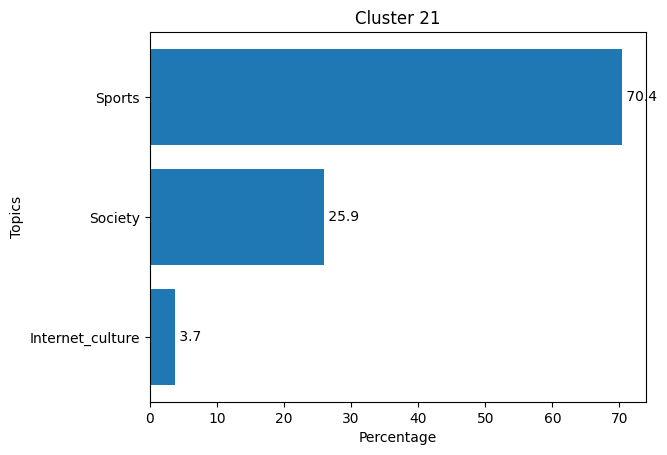 Cluster 21
Topics
Sports
70.4
Society
25.9
Internet_culture
3.7
0 10 20 30 40 50 60 70
Percentage